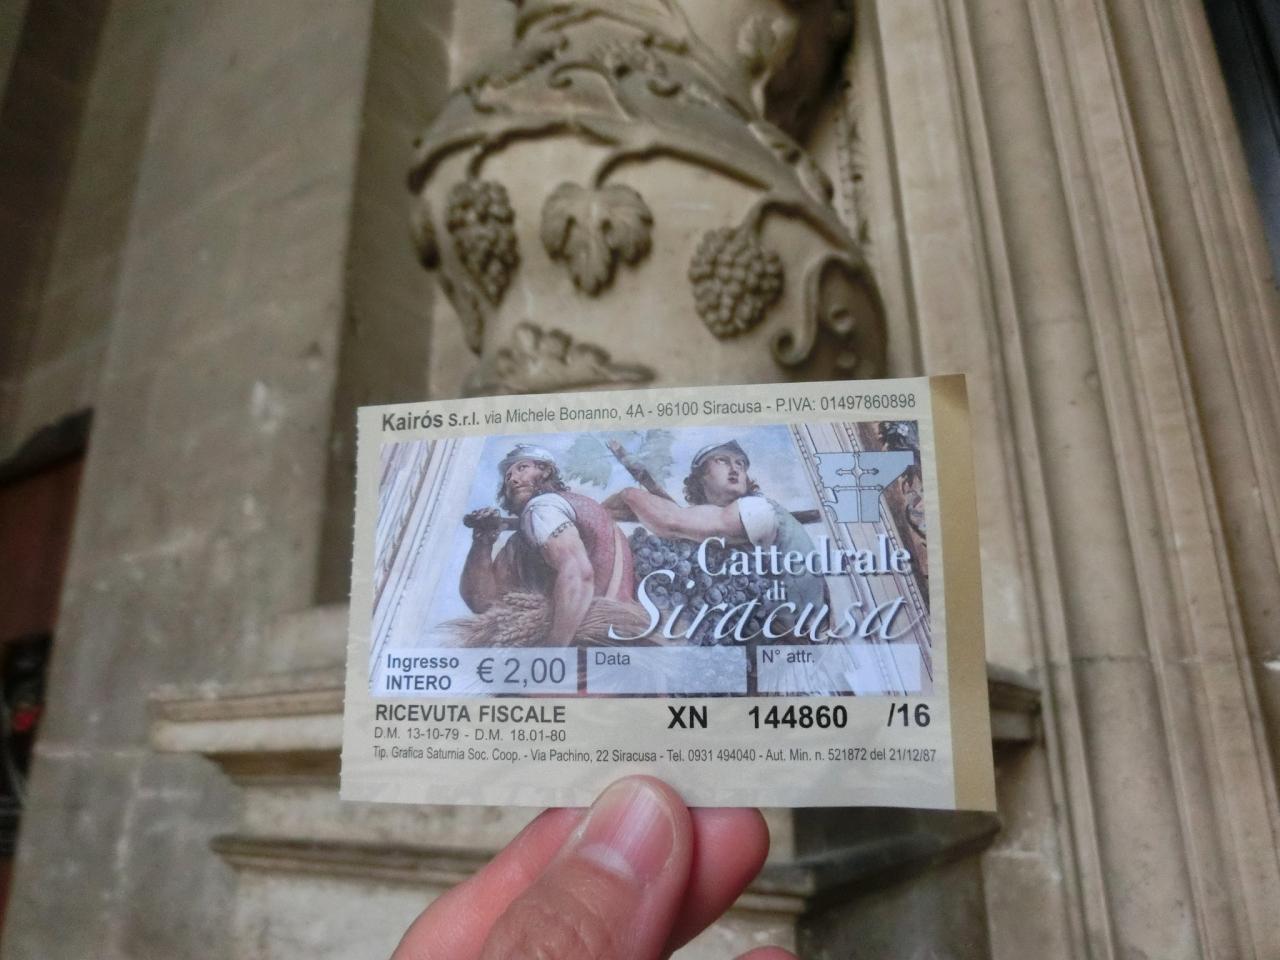 Kairós S.r.l. via Michele Bonanno, 4A - 96100 Siracusa - P.IVA: 01497860898
Cattedrale
di
Siracusa
Ingresso
INTERO
€ 2,00
Data
N° attr.
RICEVUTA FISCALE
XN 144860 /16
D.M. 13-10-79 - D.M. 18.01-80
Tip. Grafica Saturnia Soc. Coop. - Via Pachino, 22 Siracusa - Tel. 0931 494040 - Aut. Min. n. 521872 del 21/12/87